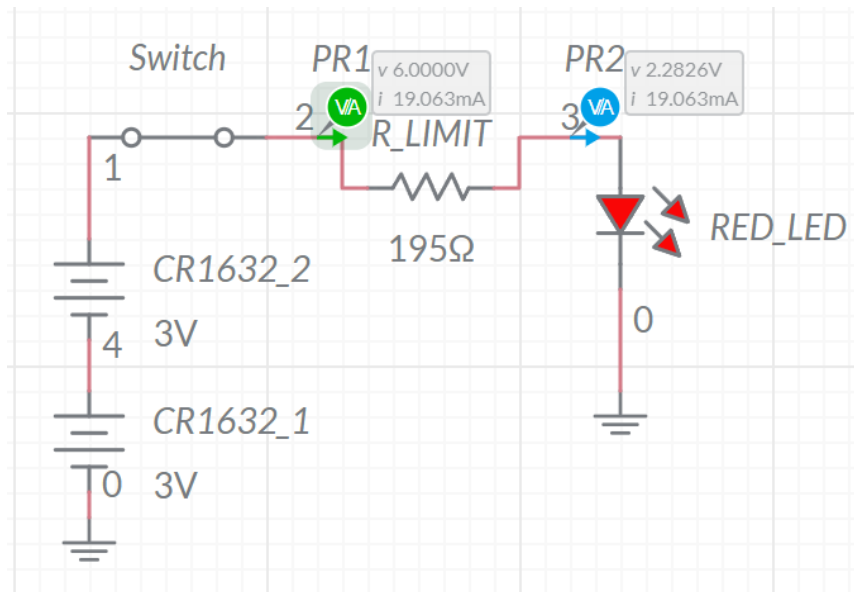 Switch
PR1
v 6.0000V
i 19.063mA
PR2
v 2.2826V
i 19.063mA
V/A
V/A
2
3
R_LIMIT
1
195Ω
RED_LED
CR1632_2
3V
0
4
CR1632_1
3V
0